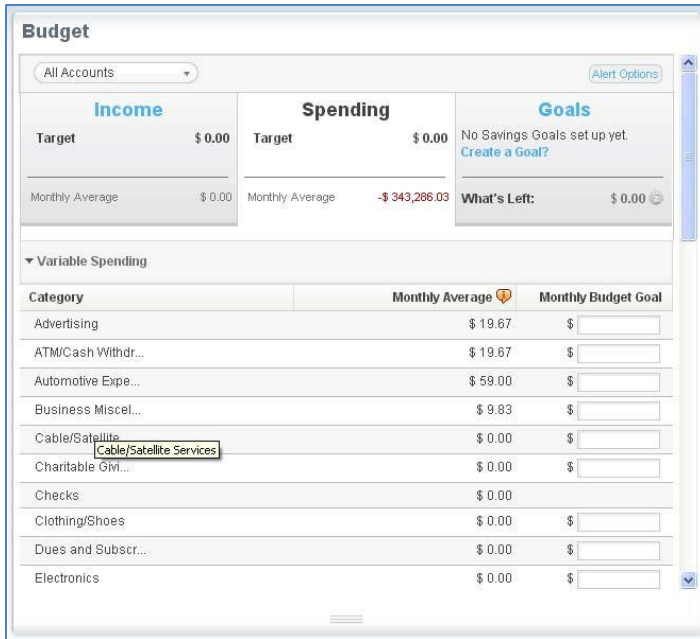 Budget
All Accounts
Alert Options
Income
Target $ 0.00
Monthly Average $ 0.00
Spending
Target $ 0.00
Monthly Average -$ 343,286.03
Goals
No Savings Goals set up yet.
Create a Goal?
What's Left: $ 0.00
Variable Spending
Category Monthly Average Monthly Budget Goal
Advertising $ 19.67 $
ATM/Cash Withdr... $ 19.67 $
Automotive Expe... $ 59.00 $
Business Miscel... $ 9.83 $
Cable/Satellite... $ 0.00 $
Cable/Satellite Services
Charitable Givi... $ 0.00 $
Checks $ 0.00
Clothing/Shoes $ 0.00 $
Dues and Subscr... $ 0.00 $
Electronics $ 0.00 $